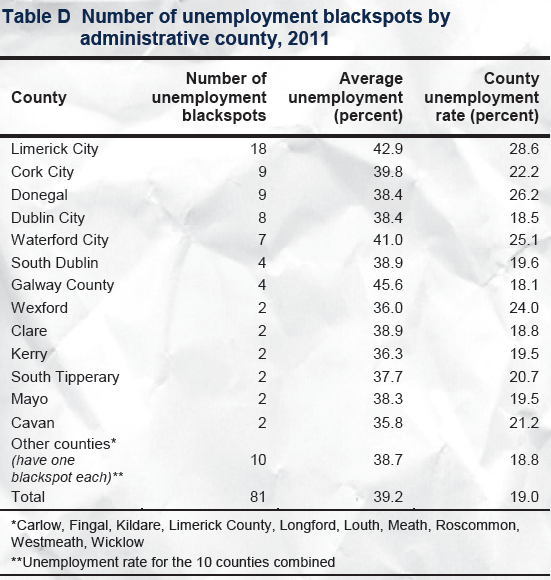 Table D Number of unemployment blackspots by
administrative county, 2011
Number of Average County
County unemployment unemployment unemployment
blackspots (percent) rate (percent)
Limerick City 18 42.9 28.6
Cork City 9 39.8 22.2
Donegal 9 38.4 26.2
Dublin City 8 38.4 18.5
Waterford City 7 41.0 25.1
South Dublin 4 38.9 19.6
Galway County 4 45.6 18.1
Wexford 2 36.0 24.0
Clare 2 38.9 18.8
Kerry 2 36.3 19.5
South Tipperary 2 37.7 20.7
Mayo 2 38.3 19.5
Cavan 2 35.8 21.2
Other counties*
(have one 10 38.7 18.8
blackspot each)**
Total 81 39.2 19.0
*Carlow, Fingal, Kildare, Limerick County, Longford, Louth, Meath, Roscommon,
Westmeath, Wicklow
**Unemployment rate for the 10 counties combined